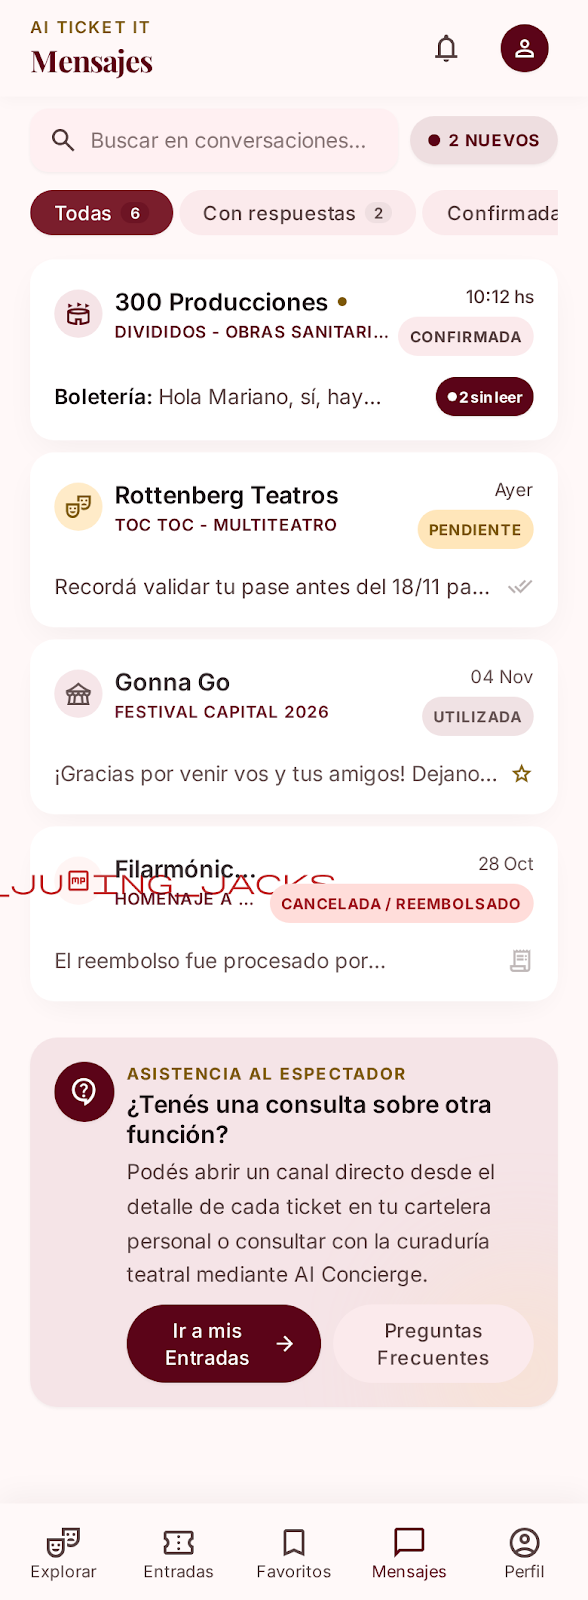 AI TICKET IT
Mensajes
Buscar en conversaciones...
2 NUEVOS
Todas 6
Con respuestas 2
Confirmada
300 Producciones
10:12 hs
DIVIDIDOS - OBRAS SANITARI...
CONFIRMADA
Boletería: Hola Mariano, sí, hay...
2 sin leer
Rottenberg Teatros
Ayer
TOC TOC - MULTITEATRO
PENDIENTE
Recordá validar tu pase antes del 18/11 pa...
Gonna Go
04 Nov
FESTIVAL CAPITAL 2026
UTILIZADA
¡Gracias por venir vos y tus amigos! Dejano...
Filarmónic...
28 Oct
HOMENAJE A ...
CANCELADA / REEMBOLSADO
El reembolso fue procesado por...
ASISTENCIA AL ESPECTADOR
¿Tenés una consulta sobre otra
función?
Podés abrir un canal directo desde el
detalle de cada ticket en tu cartelera
personal o consultar con la curaduría
teatral mediante AI Concierge.
Ir a mis
Entradas
Preguntas
Frecuentes
Explorar
Entradas
Favoritos
Mensajes
Perfil